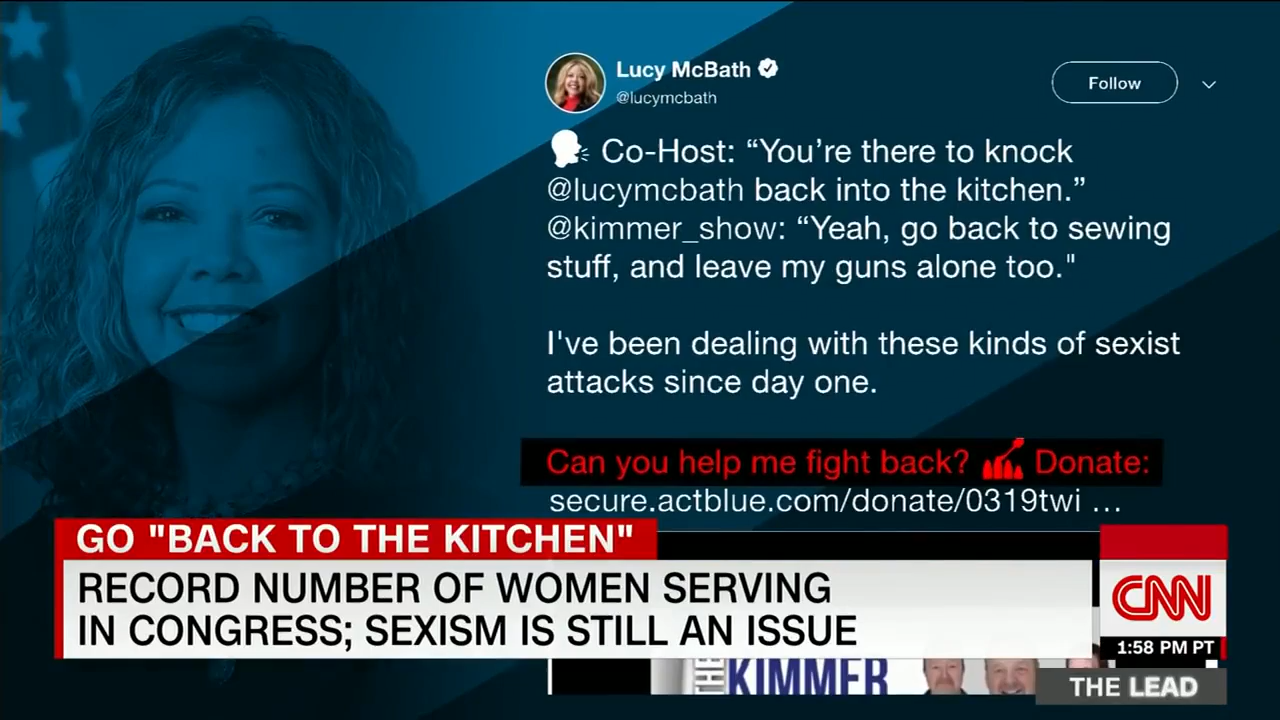 Lucy McBath
@lucymcbath
Follow
Co-Host: “You’re there to knock
@lucymcbath back into the kitchen.”
@kimmer_show: “Yeah, go back to sewing
stuff, and leave my guns alone too."
I've been dealing with these kinds of sexist
attacks since day one.
Can you help me fight back? Donate:
secure.actblue.com/donate/0319twi ...
GO "BACK TO THE KITCHEN"
RECORD NUMBER OF WOMEN SERVING
IN CONGRESS; SEXISM IS STILL AN ISSUE
CNN
1:58 PM PT
THE KIMMER
THE LEAD